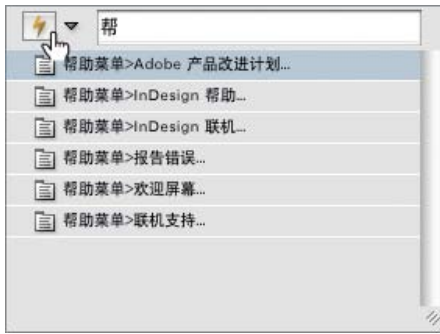 帮
帮助菜单>Adobe 产品改进计划...
帮助菜单>InDesign 帮助...
帮助菜单>InDesign 联机...
帮助菜单>报告错误...
帮助菜单>欢迎屏幕...
帮助菜单>联机支持...